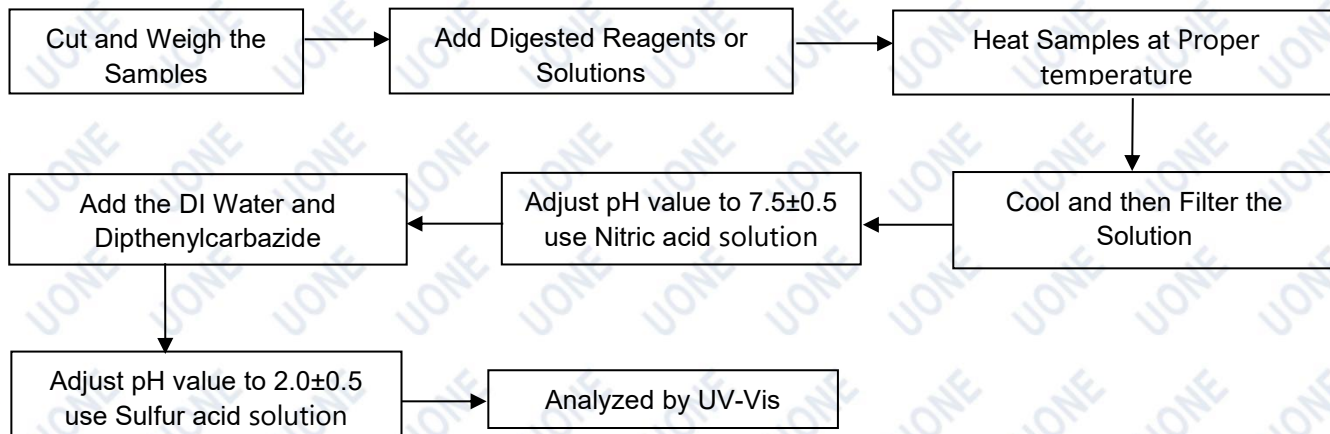 Cut and Weigh the
Samples
Add Digested Reagents or
Solutions
Heat Samples at Proper
temperature
Cool and then Filter the
Solution
Adjust pH value to 7.5±0.5
use Nitric acid solution
Add the DI Water and
Dipthenylcarbazide
Adjust pH value to 2.0±0.5
use Sulfur acid solution
Analyzed by UV-Vis
UONE